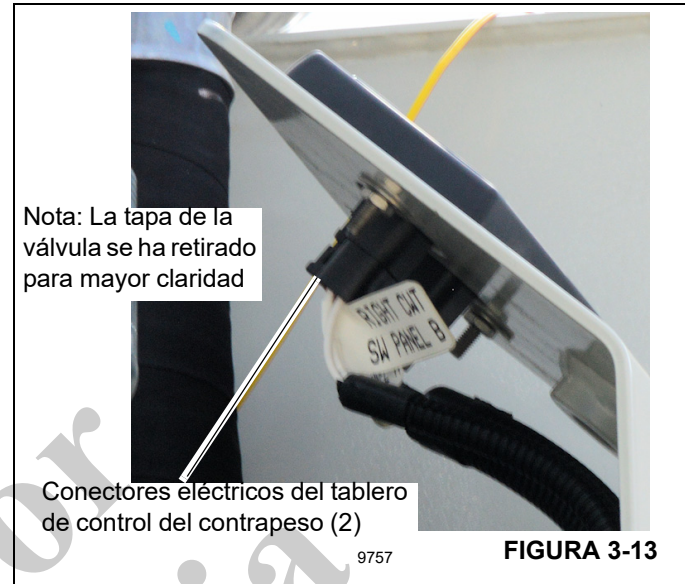 Nota: La tapa de la
válvula se ha retirado
para mayor claridad
RIGHT CWT
SW PANEL B
Conectores eléctricos del tablero
de control del contrapeso (2)
9757
FIGURA 3-13